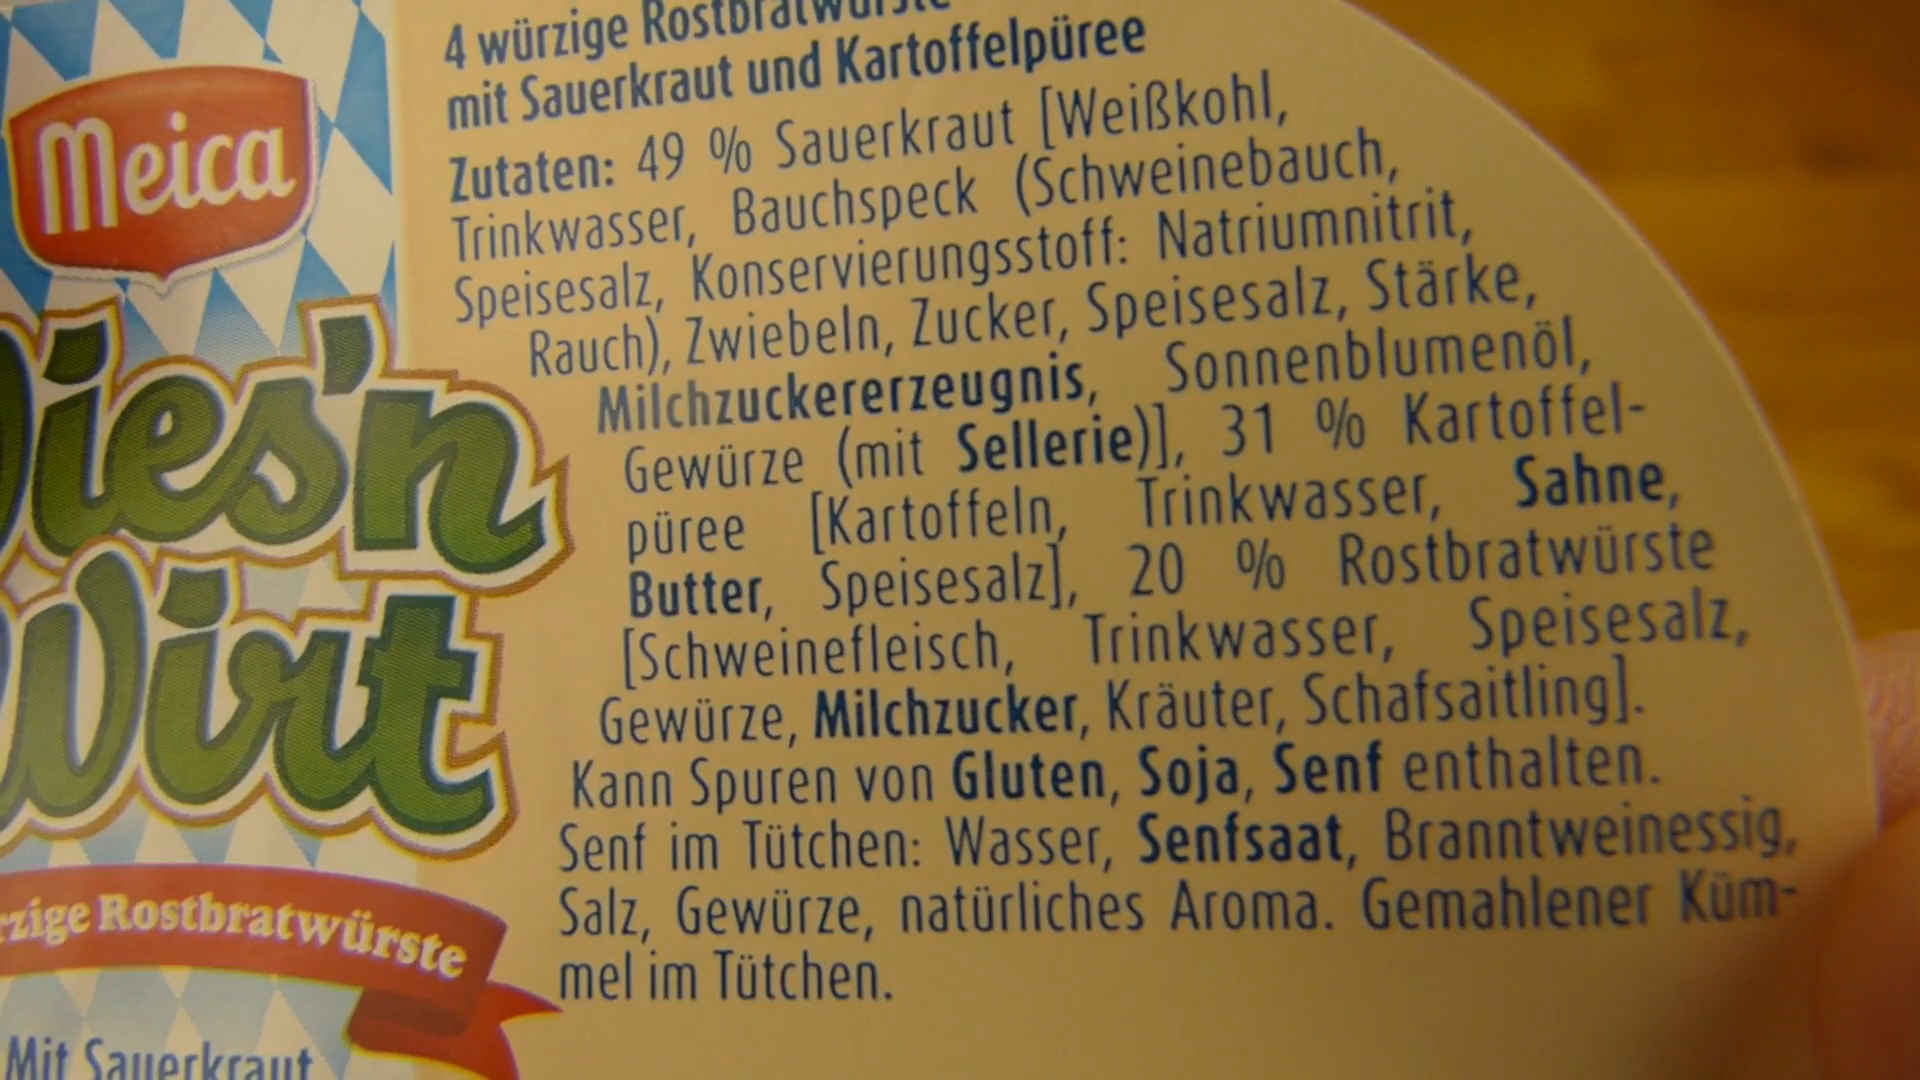 Meica
Wies'n
Wirt
rzige Rostbratwürste
Mit Sauerkraut
4 würzige Rostbratwürste
mit Sauerkraut und Kartoffelpüree
Zutaten: 49 % Sauerkraut [Weißkohl,
Trinkwasser, Bauchspeck (Schweinebauch,
Speisesalz, Konservierungsstoff: Natriumnitrit,
Rauch), Zwiebeln, Zucker, Speisesalz, Stärke,
Milchzuckererzeugnis, Sonnenblumenöl,
Gewürze (mit Sellerie)], 31 % Kartoffel-
püree [Kartoffeln, Trinkwasser, Sahne,
Butter, Speisesalz], 20 % Rostbratwürste
[Schweinefleisch, Trinkwasser, Speisesalz,
Gewürze, Milchzucker, Kräuter, Schafsaitling].
Kann Spuren von Gluten, Soja, Senf enthalten.
Senf im Tütchen: Wasser, Senfsaat, Branntweinessig,
Salz, Gewürze, natürliches Aroma. Gemahlener Küm-
mel im Tütchen.